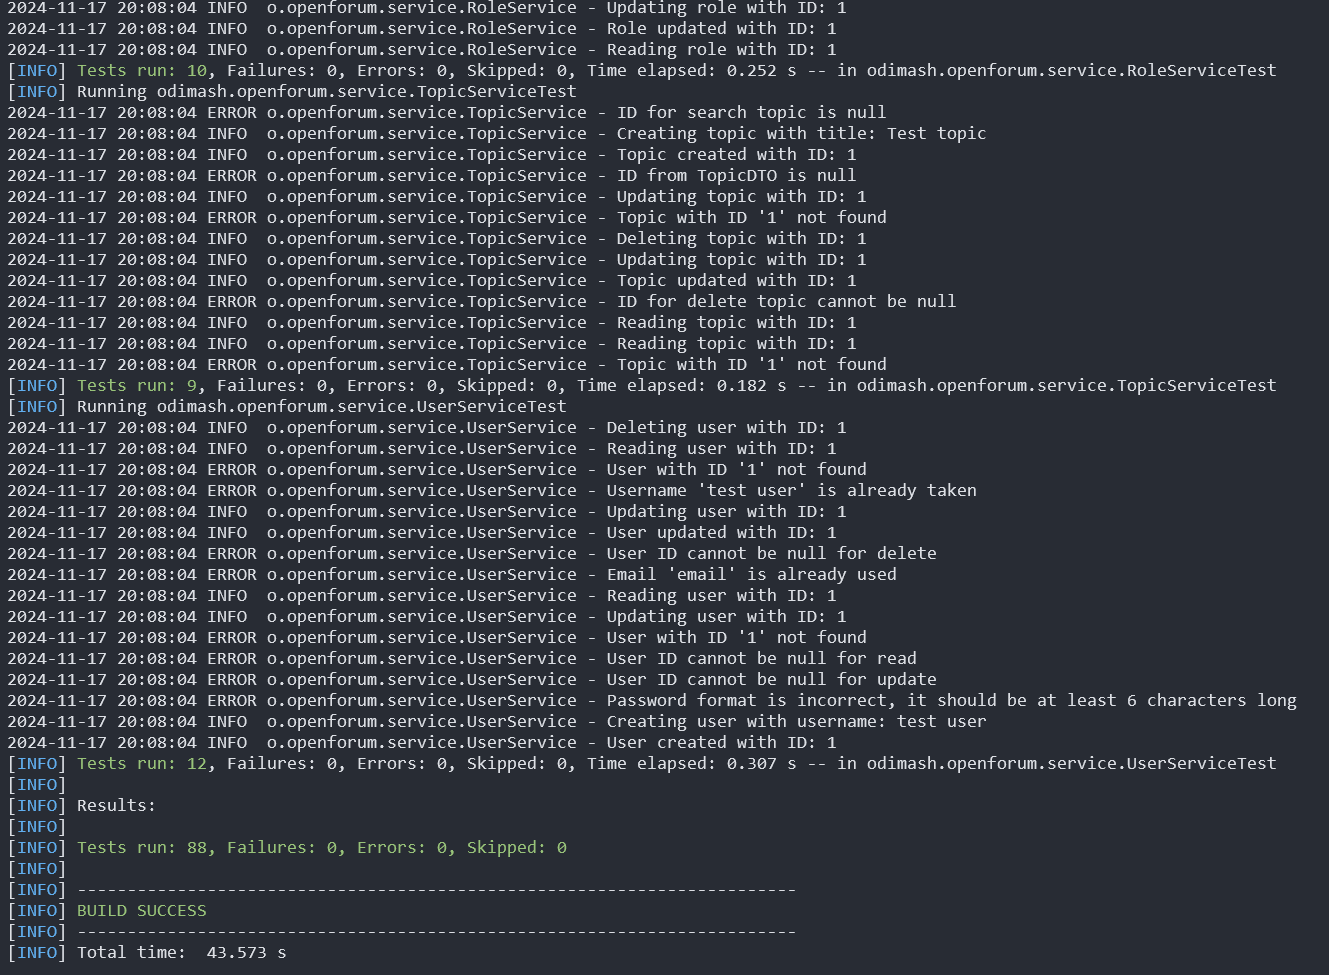 2024-11-17 20:08:04 INFO  o.openforum.service.RoleService - Updating role with ID: 1
2024-11-17 20:08:04 INFO  o.openforum.service.RoleService - Role updated with ID: 1
2024-11-17 20:08:04 INFO  o.openforum.service.RoleService - Reading role with ID: 1
[INFO] Tests run: 10, Failures: 0, Errors: 0, Skipped: 0, Time elapsed: 0.252 s -- in odimash.openforum.service.RoleServiceTest
[INFO] Running odimash.openforum.service.TopicServiceTest
2024-11-17 20:08:04 ERROR o.openforum.service.TopicService - ID for search topic is null
2024-11-17 20:08:04 INFO  o.openforum.service.TopicService - Creating topic with title: Test topic
2024-11-17 20:08:04 INFO  o.openforum.service.TopicService - Topic created with ID: 1
2024-11-17 20:08:04 ERROR o.openforum.service.TopicService - ID from TopicDTO is null
2024-11-17 20:08:04 INFO  o.openforum.service.TopicService - Updating topic with ID: 1
2024-11-17 20:08:04 ERROR o.openforum.service.TopicService - Topic with ID '1' not found
2024-11-17 20:08:04 INFO  o.openforum.service.TopicService - Deleting topic with ID: 1
2024-11-17 20:08:04 INFO  o.openforum.service.TopicService - Updating topic with ID: 1
2024-11-17 20:08:04 INFO  o.openforum.service.TopicService - Topic updated with ID: 1
2024-11-17 20:08:04 ERROR o.openforum.service.TopicService - ID for delete topic cannot be null
2024-11-17 20:08:04 INFO  o.openforum.service.TopicService - Reading topic with ID: 1
2024-11-17 20:08:04 INFO  o.openforum.service.TopicService - Reading topic with ID: 1
2024-11-17 20:08:04 ERROR o.openforum.service.TopicService - Topic with ID '1' not found
[INFO] Tests run: 9, Failures: 0, Errors: 0, Skipped: 0, Time elapsed: 0.182 s -- in odimash.openforum.service.TopicServiceTest
[INFO] Running odimash.openforum.service.UserServiceTest
2024-11-17 20:08:04 INFO  o.openforum.service.UserService - Deleting user with ID: 1
2024-11-17 20:08:04 INFO  o.openforum.service.UserService - Reading user with ID: 1
2024-11-17 20:08:04 ERROR o.openforum.service.UserService - User with ID '1' not found
2024-11-17 20:08:04 ERROR o.openforum.service.UserService - Username 'test user' is already taken
2024-11-17 20:08:04 INFO  o.openforum.service.UserService - Updating user with ID: 1
2024-11-17 20:08:04 INFO  o.openforum.service.UserService - User updated with ID: 1
2024-11-17 20:08:04 ERROR o.openforum.service.UserService - User ID cannot be null for delete
2024-11-17 20:08:04 ERROR o.openforum.service.UserService - Email 'email' is already used
2024-11-17 20:08:04 INFO  o.openforum.service.UserService - Reading user with ID: 1
2024-11-17 20:08:04 INFO  o.openforum.service.UserService - Updating user with ID: 1
2024-11-17 20:08:04 ERROR o.openforum.service.UserService - User with ID '1' not found
2024-11-17 20:08:04 ERROR o.openforum.service.UserService - User ID cannot be null for read
2024-11-17 20:08:04 ERROR o.openforum.service.UserService - User ID cannot be null for update
2024-11-17 20:08:04 ERROR o.openforum.service.UserService - Password format is incorrect, it should be at least 6 characters long
2024-11-17 20:08:04 INFO  o.openforum.service.UserService - Creating user with username: test user
2024-11-17 20:08:04 INFO  o.openforum.service.UserService - User created with ID: 1
[INFO] Tests run: 12, Failures: 0, Errors: 0, Skipped: 0, Time elapsed: 0.307 s -- in odimash.openforum.service.UserServiceTest
[INFO]
[INFO] Results:
[INFO]
[INFO] Tests run: 88, Failures: 0, Errors: 0, Skipped: 0
[INFO]
[INFO] ------------------------------------------------------------------------
[INFO] BUILD SUCCESS
[INFO] ------------------------------------------------------------------------
[INFO] Total time:  43.573 s